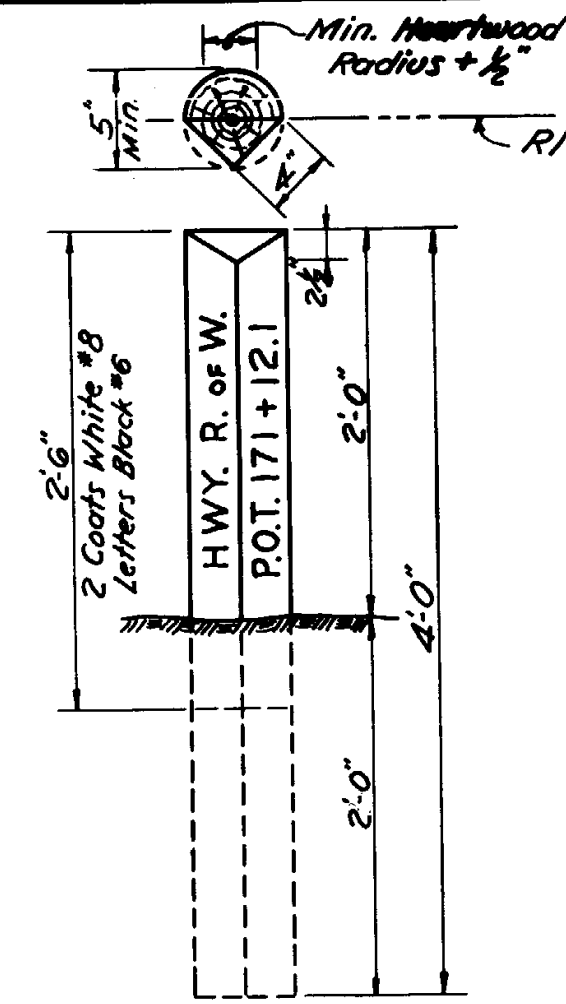 Min. Heartwood
Radius + ½"
5"
Min.
4"
R/
2½"
HWY. R. OF W.
P.O.T. 171+12.1
2'-6"
2 Coats White #8
Letters Black #6
2'-0"
4'-0"
2'-0"